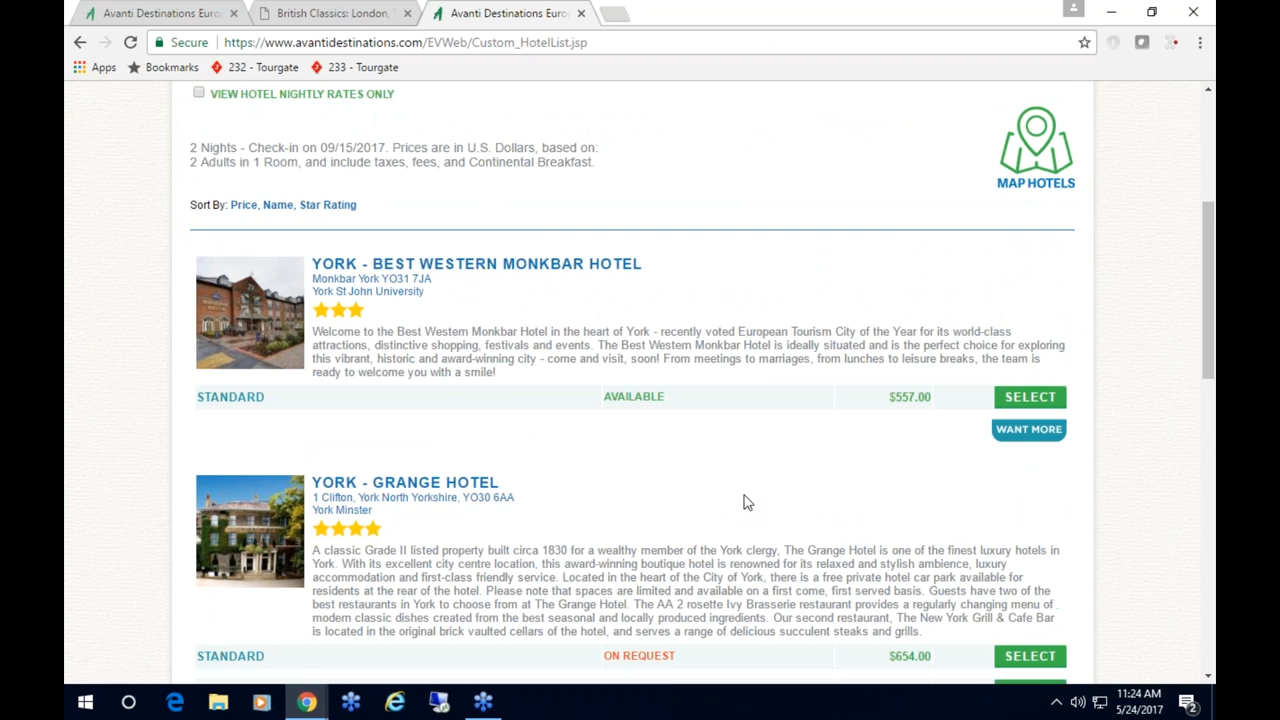 Avanti Destinations Euro
British Classics: London,
Avanti Destinations Euro
Secure
https://www.avantidestinations.com/EVWeb/Custom_HotelList.jsp
Apps
Bookmarks
232 - Tourgate
233 - Tourgate
VIEW HOTEL NIGHTLY RATES ONLY
2 Nights - Check-in on 09/15/2017. Prices are in U.S. Dollars, based on:
2 Adults in 1 Room, and include taxes, fees, and Continental Breakfast.
MAP HOTELS
Sort By: Price, Name, Star Rating
YORK - BEST WESTERN MONKBAR HOTEL
Monkbar York YO31 7JA
York St John University
Welcome to the Best Western Monkbar Hotel in the heart of York - recently voted European Tourism City of the Year for its world-class
attractions, distinctive shopping, festivals and events. The Best Western Monkbar Hotel is ideally situated and is the perfect choice for exploring
this vibrant, historic and award-winning city - come and visit, soon! From meetings to marriages, from lunches to leisure breaks, the team is
ready to welcome you with a smile!
STANDARD AVAILABLE $557.00 SELECT
WANT MORE
YORK - GRANGE HOTEL
1 Clifton, York North Yorkshire, YO30 6AA
York Minster
A classic Grade II listed property built circa 1830 for a wealthy member of the York clergy, The Grange Hotel is one of the finest luxury hotels in
York. With its excellent city centre location, this award-winning boutique hotel is renowned for its relaxed and stylish ambience, luxury
accommodation and first-class friendly service. Located in the heart of the City of York, there is a free private hotel car park available for
residents at the rear of the hotel. Please note that spaces are limited and available on a first come, first served basis. Guests have two of the
best restaurants in York to choose from at The Grange Hotel. The AA 2 rosette Ivy Brasserie restaurant provides a regularly changing menu of
modern classic dishes created from the best seasonal and locally produced ingredients. Our second restaurant, The New York Grill & Cafe Bar
is located in the original brick vaulted cellars of the hotel, and serves a range of delicious succulent steaks and grills.
STANDARD ON REQUEST $654.00 SELECT
11:24 AM
5/24/2017
2